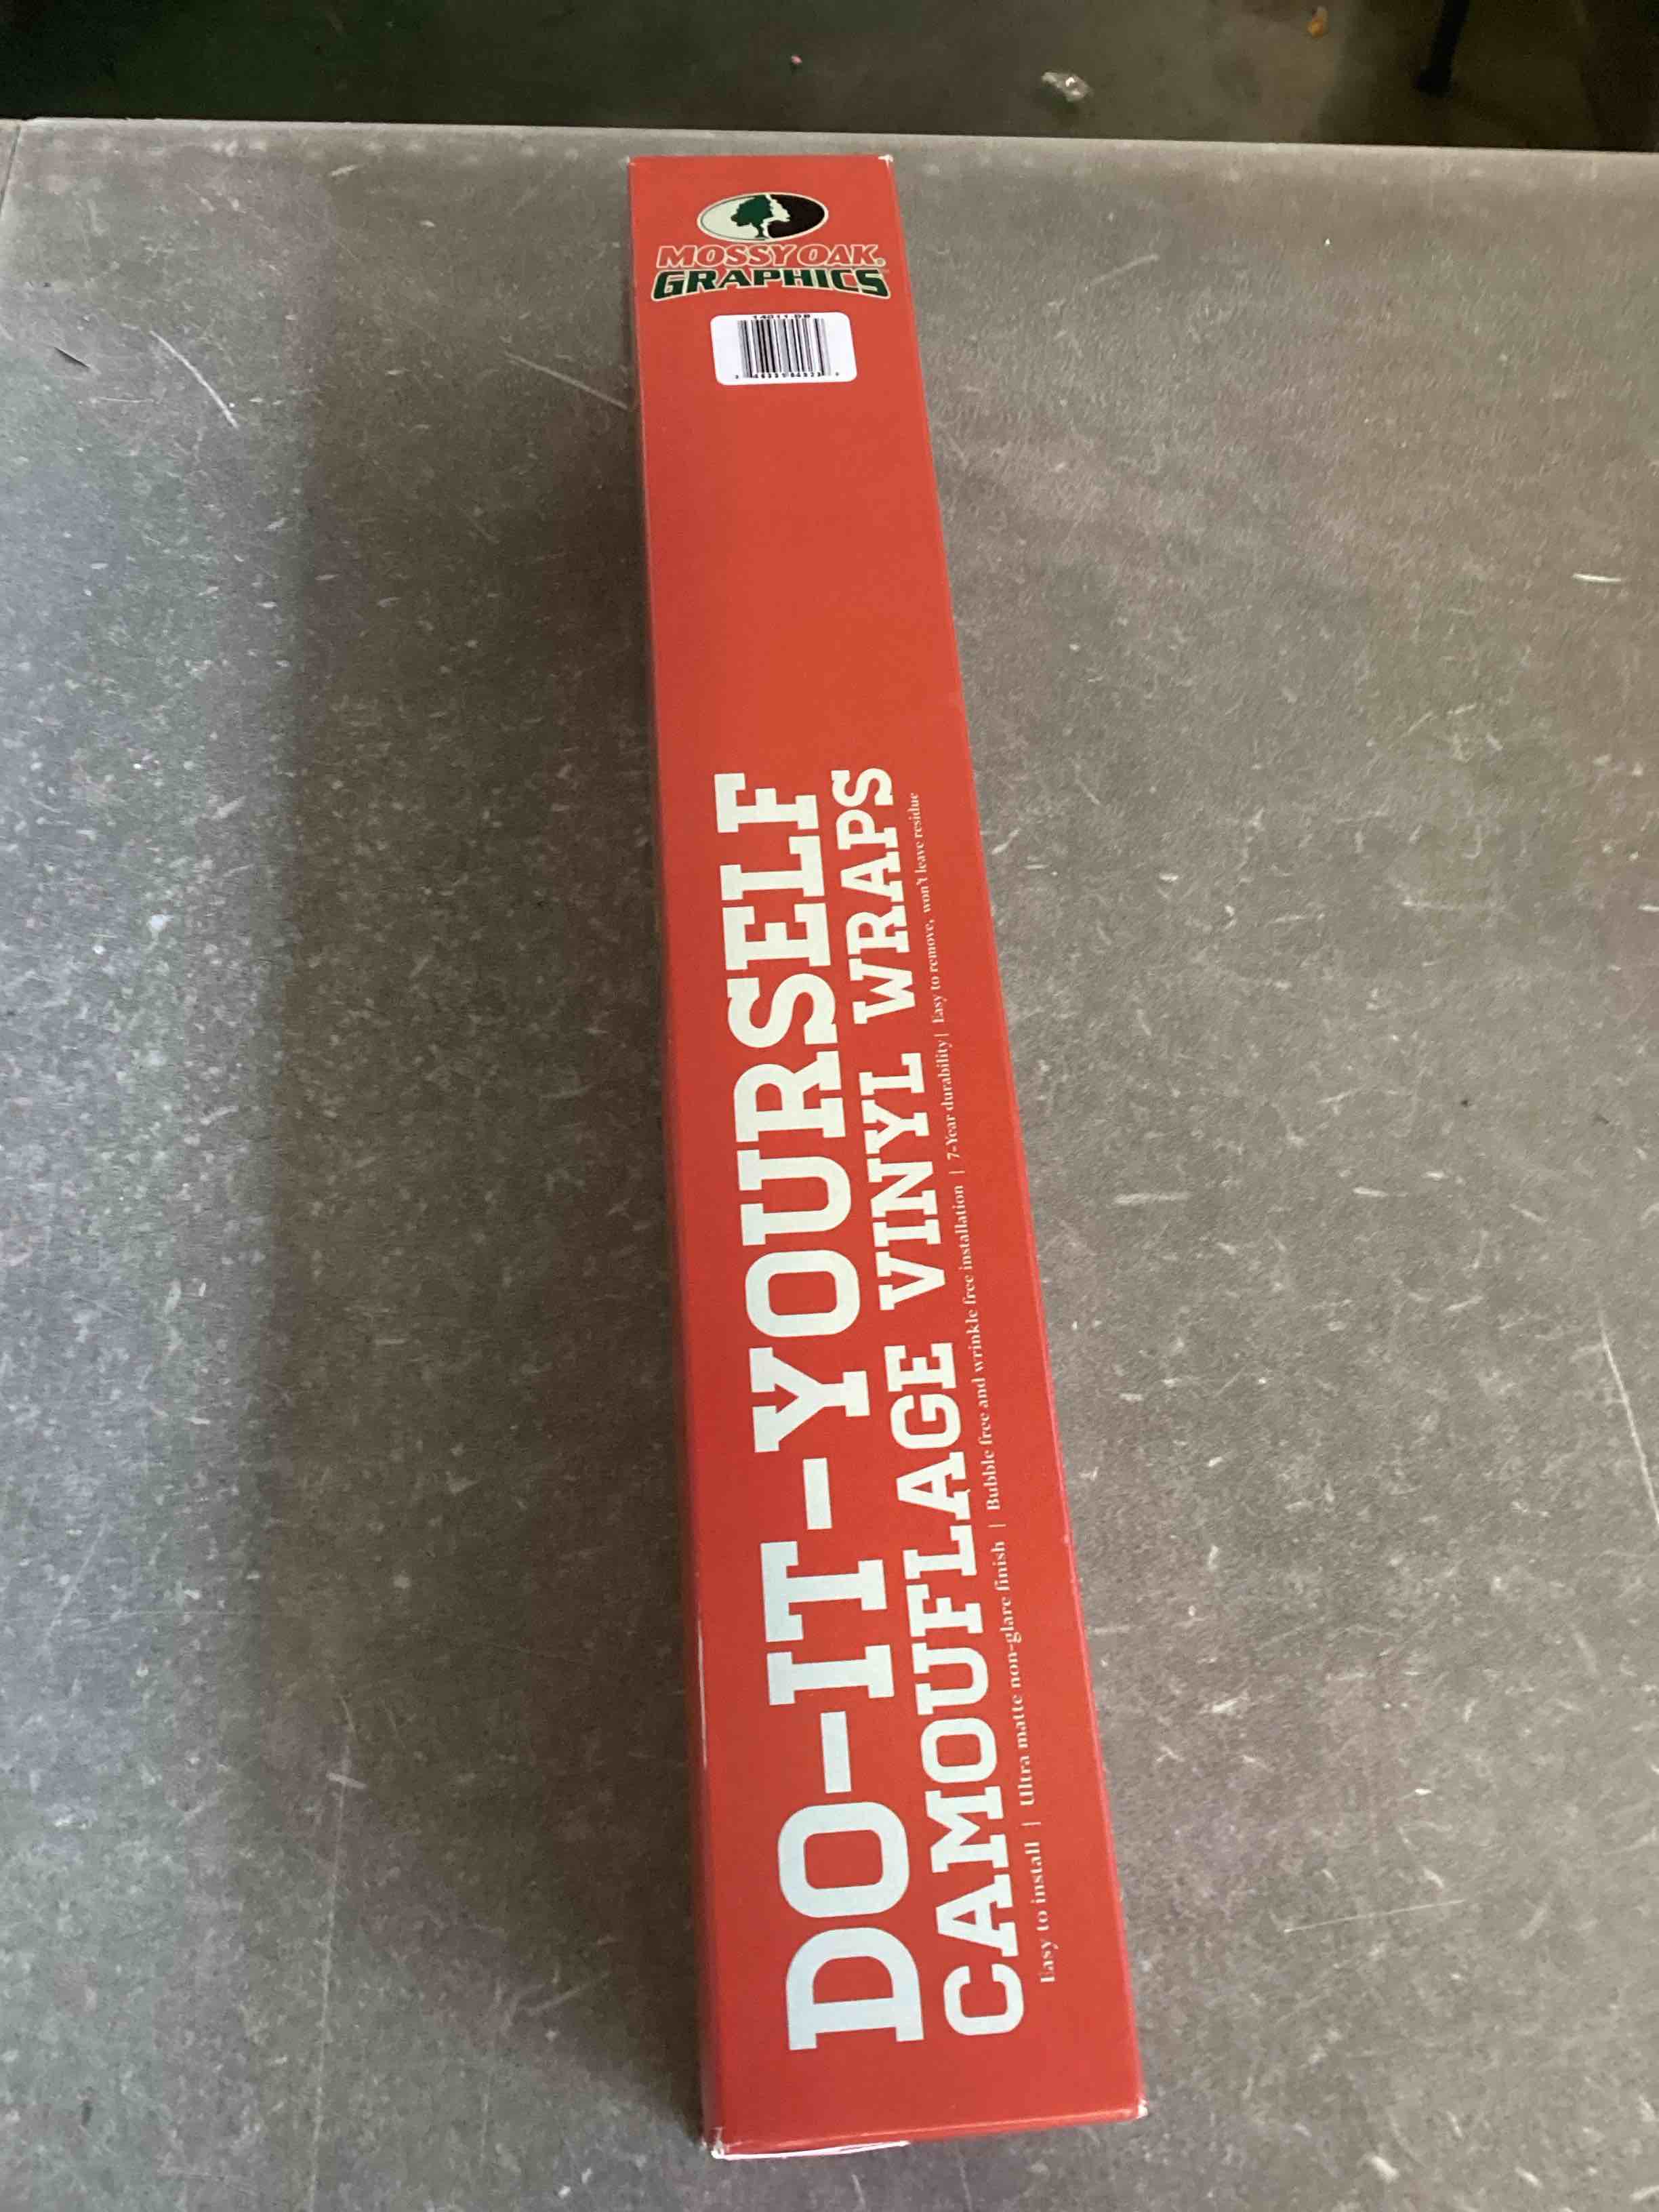 MOSSY OAK®
GRAPHICS
DO-IT-YOURSELF
CAMOUFLAGE VINYL WRAPS
Easy to install | Ultra matte non-glare finish | Bubble free and wrinkle free installation | 7-Year durability | Easy to remove, won't leave residue